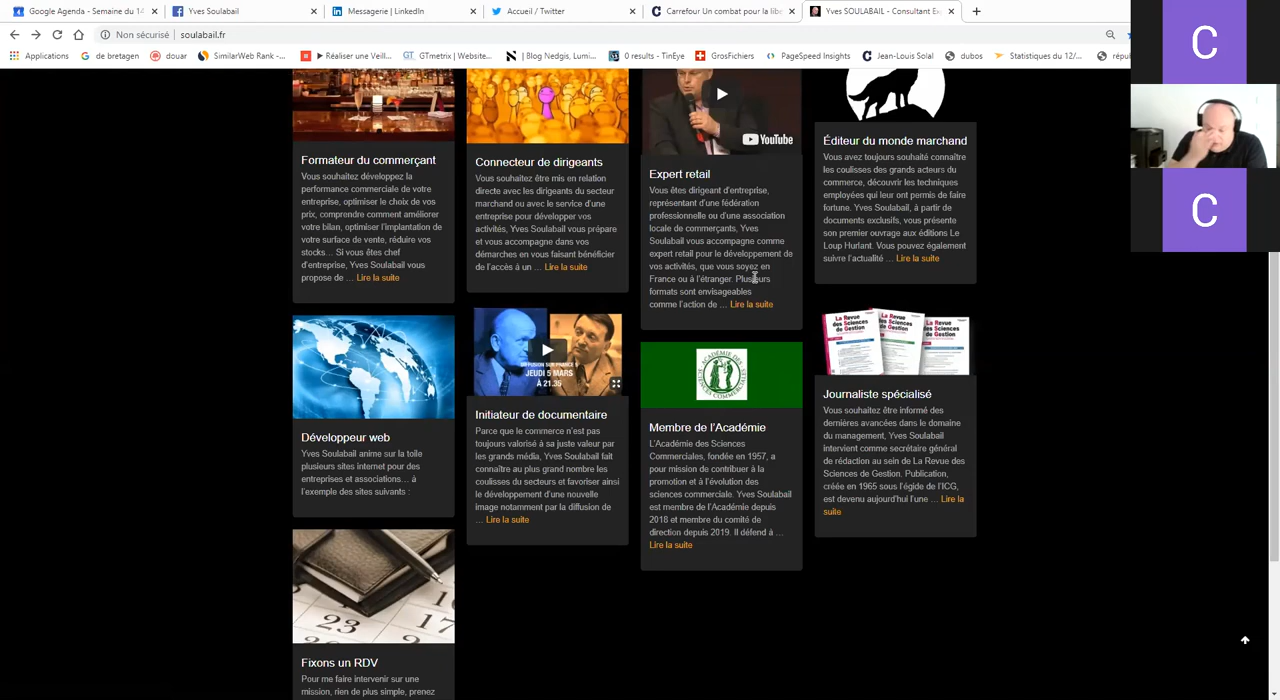 Google Agenda - Semaine du 14
Yves Soulabail
Messagerie | LinkedIn
Accueil / Twitter
Carrefour Un combat pour la libe
Yves SOULABAIL - Consultant Ex
Non sécurisé | soulabail.fr
Applications
de bretagen
douar
SimilarWeb Rank -...
► Réaliser une Veill...
GTmetrix | Website...
| Blog Nedgis, Lumi...
0 results - TinEye
GrosFichiers
PageSpeed Insights
Jean-Louis Solal
dubos
Statistiques du 12/...
répu
C
C
Formateur du commerçant
Vous souhaitez développez la
performance commerciale de votre
entreprise, optimiser le choix de vos
prix, comprendre comment améliorer
votre bilan, optimiser l'implantation de
votre surface de vente, réduire vos
stocks... Si vous êtes chef
d'entreprise, Yves Soulabail vous
propose de ... Lire la suite
Connecteur de dirigeants
Vous souhaitez être mis en relation
directe avec les dirigeants du secteur
marchand ou avec le service d'une
entreprise pour développer vos
activités, Yves Soulabail vous prépare
et vous accompagne dans vos
démarches en vous faisant bénéficier
de l'accès à un ... Lire la suite
YouTube
Expert retail
Vous êtes dirigeant d'entreprise,
représentant d'une fédération
professionnelle ou d'une association
locale de commerçants, Yves
Soulabail vous accompagne comme
expert retail pour le développement de
vos activités, que vous soyez en
France ou à l'étranger. Plusieurs
formats sont envisageables
comme l'action de ... Lire la suite
Éditeur du monde marchand
Vous avez toujours souhaité connaître
les coulisses des grands acteurs du
commerce, découvrir les techniques
employées qui leur ont permis de faire
fortune. Yves Soulabail, à partir de
documents exclusifs, vous présente
son premier ouvrage aux éditions Le
Loup Hurlant. Vous pouvez également
suivre l'actualité ... Lire la suite
Développeur web
Yves Soulabail anime sur la toile
plusieurs sites internet pour des
entreprises et associations... à
l'exemple des sites suivants :
DIFFUSION SUR FRANCE 5
JEUDI 5 MARS
À 21.35
Initiateur de documentaire
Parce que le commerce n'est pas
toujours valorisé à sa juste valeur par
les grands média, Yves Soulabail fait
connaître au plus grand nombre les
coulisses du secteurs et favoriser ainsi
le développement d'une nouvelle
image notamment par la diffusion de
... Lire la suite
ACADÉMIE DES
SCIENCES COMMERCIALES
Membre de l'Académie
L'Académie des Sciences
Commerciales, fondée en 1957, a
pour mission de contribuer à la
promotion et à l'évolution des
sciences commerciale. Yves Soulabail
est membre de l'Académie depuis
2018 et membre du comité de
direction depuis 2019. Il défend à ...
Lire la suite
La Revue
des Sciences
de Gestion
Journaliste spécialisé
Vous souhaitez être informé des
dernières avancées dans le domaine
du management, Yves Soulabail
intervient comme secrétaire général
de rédaction au sein de La Revue des
Sciences de Gestion. Publication,
créée en 1965 sous l'égide de l'ICG,
est devenu aujourd'hui l'une ... Lire la
suite
23
24
30
16
17
Fixons un RDV
Pour me faire intervenir sur une
mission, rien de plus simple, prenez